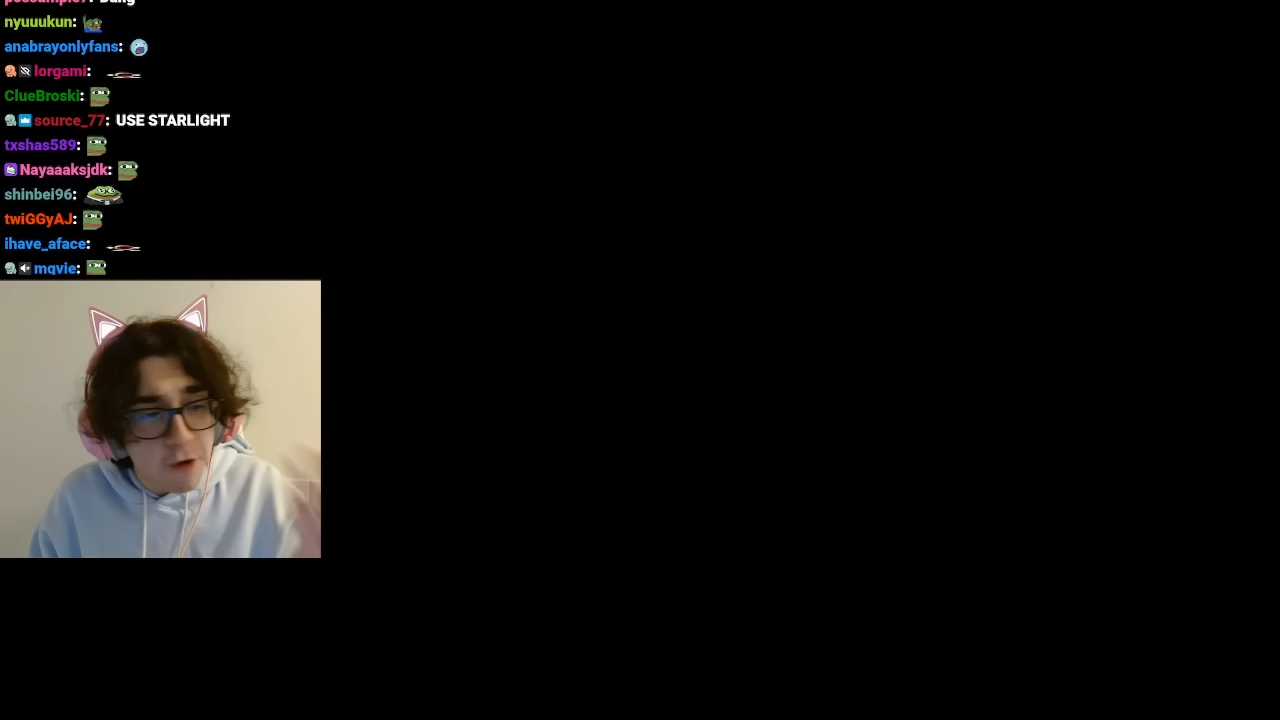 nyuuukun:
anabrayonlyfans:
lorgami:
ClueBroski:
source_77: USE STARLIGHT
txshas589:
Nayaaaksjdk:
shinbei96:
twiGGyAJ:
ihave_aface:
mqvie: